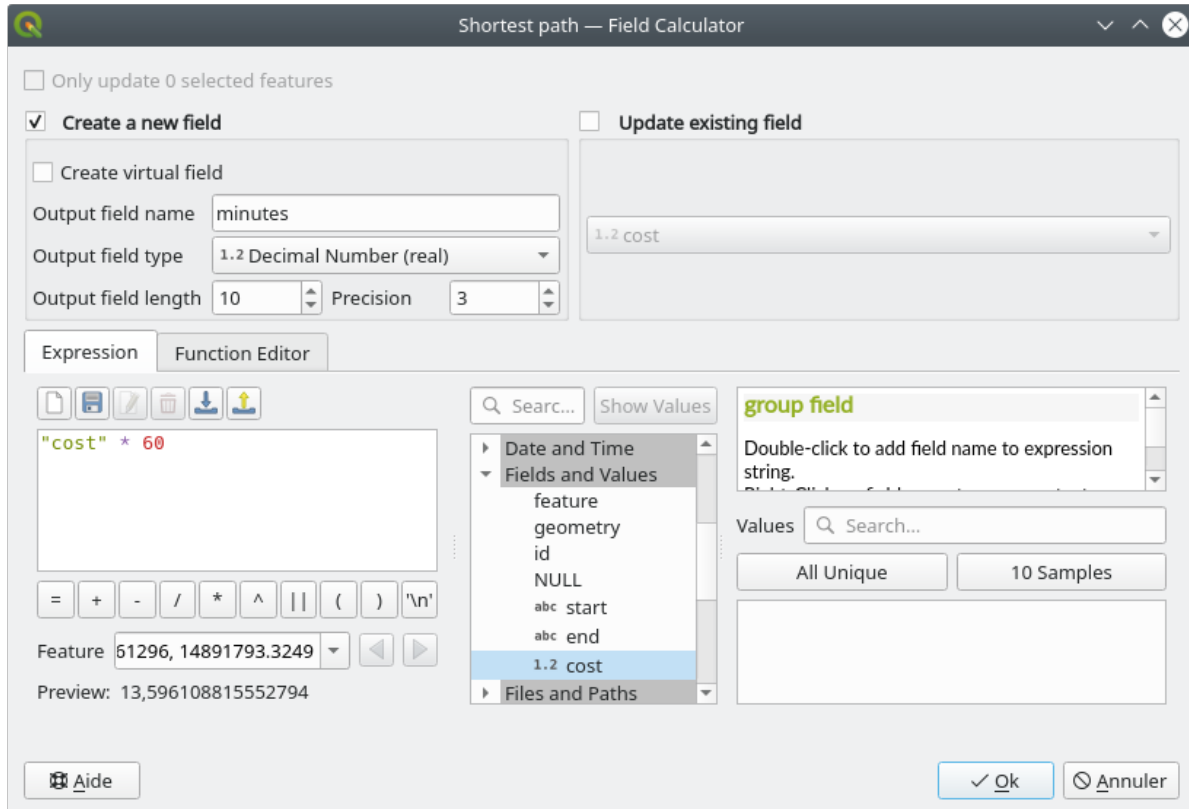 Shortest path — Field Calculator
Only update 0 selected features
Create a new field
Update existing field
Create virtual field
Output field name minutes
1.2 cost
Output field type 1.2 Decimal Number (real)
Output field length 10 Precision 3
Expression Function Editor
"cost" * 60
= + - / * ^ || ( ) '\n'
Feature 61296, 14891793.3249
Preview: 13,596108815552794
Searc... Show Values
Date and Time
Fields and Values
feature
geometry
id
NULL
abc start
abc end
1.2 cost
Files and Paths
group field
Double-click to add field name to expression
string.
Values Search...
All Unique 10 Samples
Aide Ok Annuler